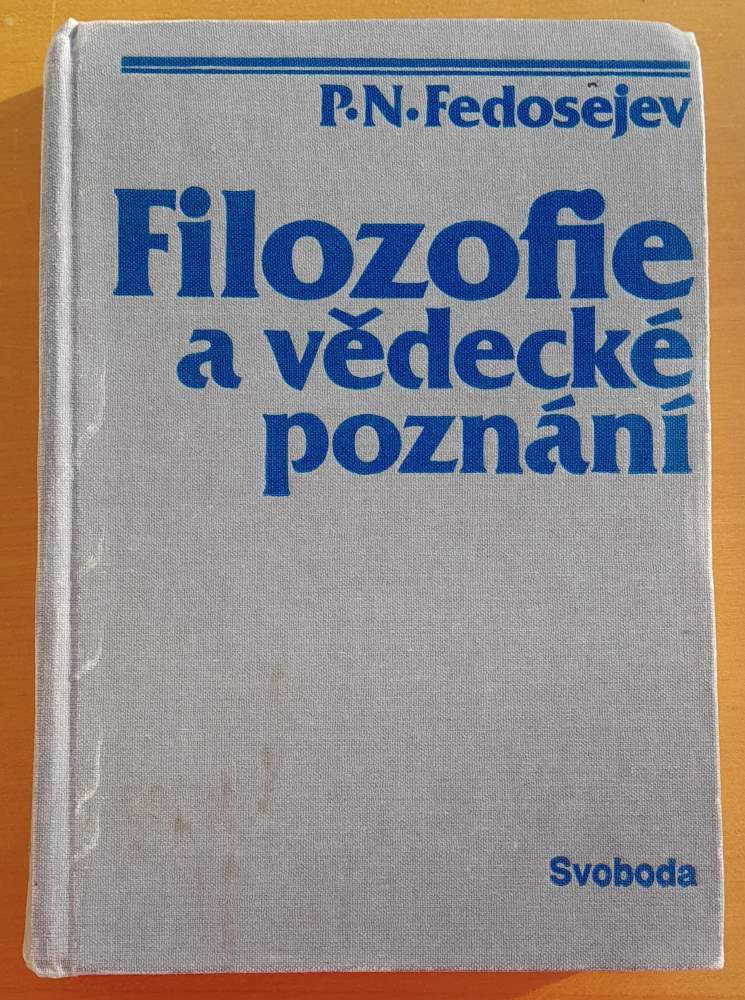 P.N.Fedosejev
Filozofie
a vědecké
poznání
Svoboda